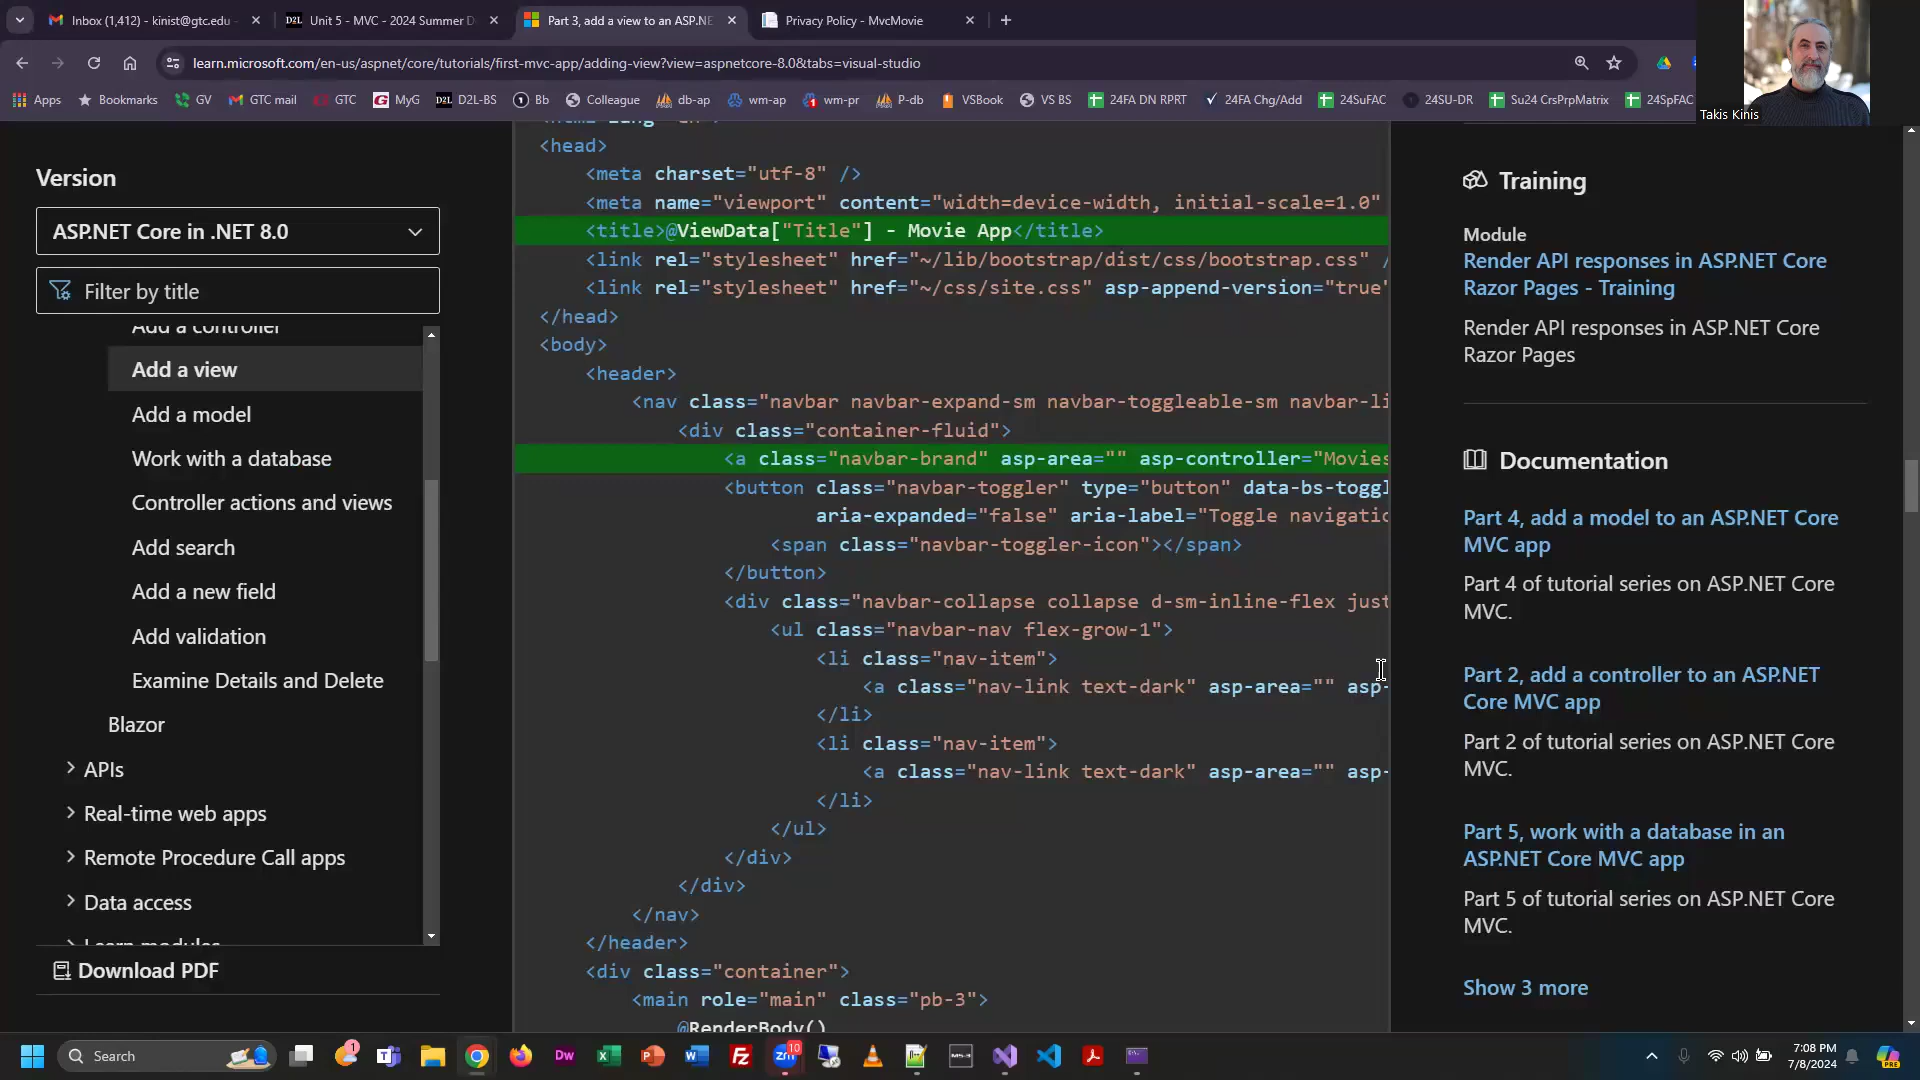 Inbox (1,412) - kinist@gtc.edu
Unit 5 - MVC - 2024 Summer D
Part 3, add a view to an ASP.NE
Privacy Policy - MvcMovie
learn.microsoft.com/en-us/aspnet/core/tutorials/first-mvc-app/adding-view?view=aspnetcore-8.0&tabs=visual-studio
Apps
Bookmarks
GV
GTC mail
GTC
MyG
D2L-BS
Bb
Colleague
db-ap
wm-ap
wm-pr
P-db
VSBook
VS BS
24FA DN RPRT
24FA Chg/Add
24SuFAC
24SU-DR
Su24 CrsPrpMatrix
24SpFAC
Takis Kinis
Version
ASP.NET Core in .NET 8.0
Filter by title
Add a controller
Add a view
Add a model
Work with a database
Controller actions and views
Add search
Add a new field
Add validation
Examine Details and Delete
Blazor
APIs
Real-time web apps
Remote Procedure Call apps
Data access
Learn modules
Download PDF
<head>
<meta charset="utf-8" />
<meta name="viewport" content="width=device-width, initial-scale=1.0"
<title>@ViewData["Title"] - Movie App</title>
<link rel="stylesheet" href="~/lib/bootstrap/dist/css/bootstrap.css" /
<link rel="stylesheet" href="~/css/site.css" asp-append-version="true"
</head>
<body>
<header>
<nav class="navbar navbar-expand-sm navbar-toggleable-sm navbar-li
<div class="container-fluid">
<a class="navbar-brand" asp-area="" asp-controller="Movies
<button class="navbar-toggler" type="button" data-bs-toggl
aria-expanded="false" aria-label="Toggle navigatio
<span class="navbar-toggler-icon"></span>
</button>
<div class="navbar-collapse collapse d-sm-inline-flex just
<ul class="navbar-nav flex-grow-1">
<li class="nav-item">
<a class="nav-link text-dark" asp-area="" asp-
</li>
<li class="nav-item">
<a class="nav-link text-dark" asp-area="" asp-
</li>
</ul>
</div>
</div>
</nav>
</header>
<div class="container">
<main role="main" class="pb-3">
@RenderBody()
Training
Module
Render API responses in ASP.NET Core
Razor Pages - Training
Render API responses in ASP.NET Core
Razor Pages
Documentation
Part 4, add a model to an ASP.NET Core
MVC app
Part 4 of tutorial series on ASP.NET Core
MVC.
Part 2, add a controller to an ASP.NET
Core MVC app
Part 2 of tutorial series on ASP.NET Core
MVC.
Part 5, work with a database in an
ASP.NET Core MVC app
Part 5 of tutorial series on ASP.NET Core
MVC.
Show 3 more
Search
7:08 PM
7/8/2024